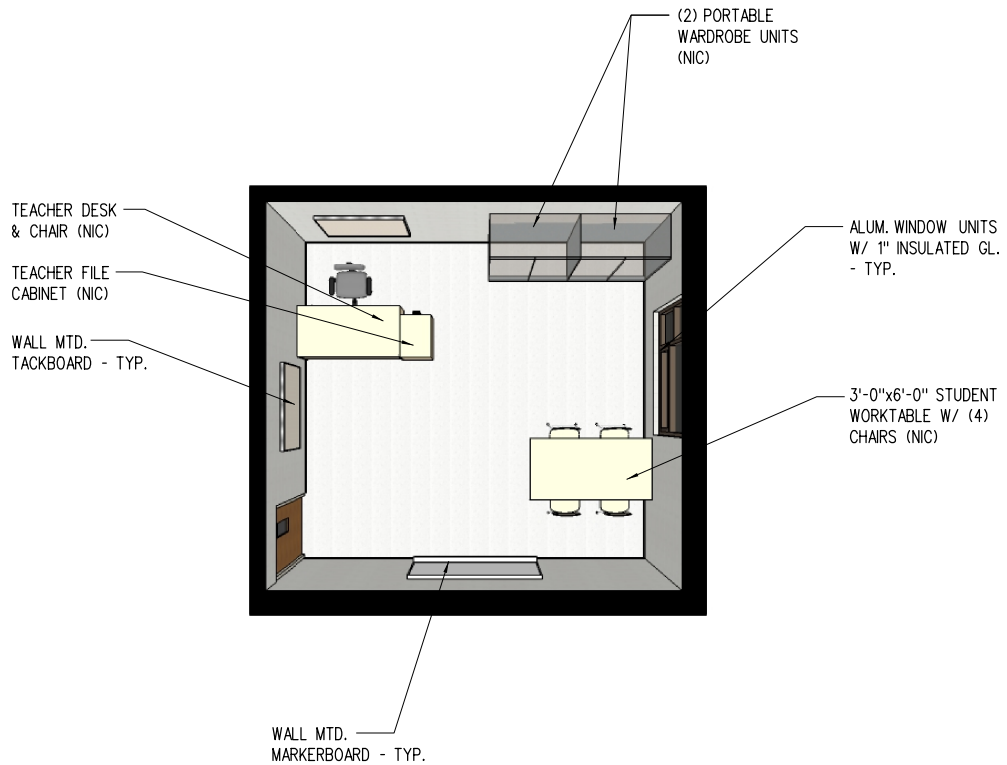 (2) PORTABLE
WARDROBE UNITS
(NIC)
TEACHER DESK
& CHAIR (NIC)
TEACHER FILE
CABINET (NIC)
WALL MTD.
TACKBOARD - TYP.
ALUM. WINDOW UNITS
W/ 1" INSULATED GL.
- TYP.
3'-0"x6'-0" STUDENT
WORKTABLE W/ (4)
CHAIRS (NIC)
WALL MTD.
MARKERBOARD - TYP.